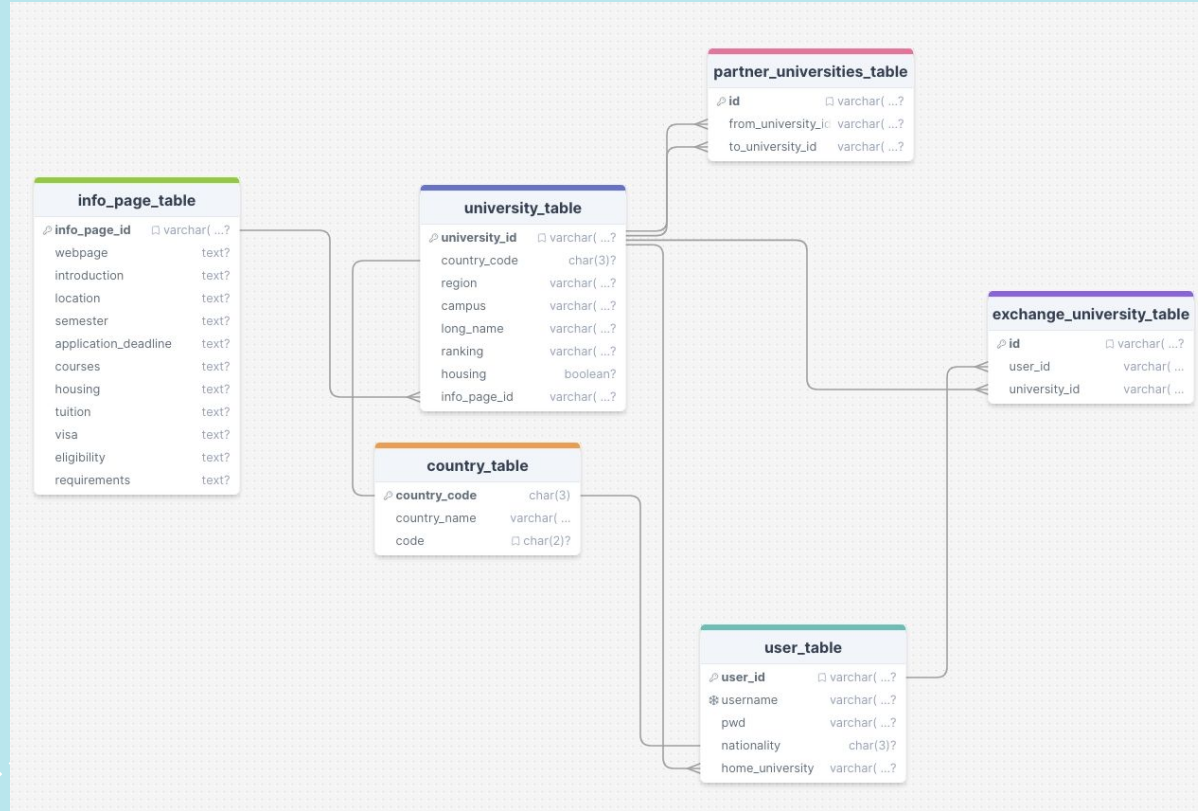 partner_universities_table
id varchar( ...?
from_university_id varchar( ...?
to_university_id varchar( ...?
info_page_table
info_page_id varchar( ...?
webpage text?
introduction text?
location text?
semester text?
application_deadline text?
courses text?
housing text?
tuition text?
visa text?
eligibility text?
requirements text?
university_table
university_id varchar( ...?
country_code char(3)?
region varchar( ...?
campus varchar( ...?
long_name varchar( ...?
ranking varchar( ...?
housing boolean?
info_page_id varchar( ...?
exchange_university_table
id varchar( ...?
user_id varchar( ...
university_id varchar( ...
country_table
country_code char(3)
country_name varchar( ...
code char(2)?
user_table
user_id varchar( ...?
username varchar( ...?
pwd varchar( ...?
nationality char(3)?
home_university varchar( ...?